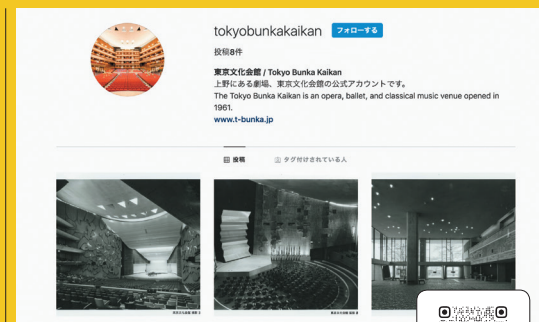 tokyobunkakaikan フォローする
投稿8件
東京文化会館 / Tokyo Bunka Kaikan
上野にある劇場、東京文化会館の公式アカウントです。
The Tokyo Bunka Kaikan is an opera, ballet, and classical music venue opened in
1961.
www.t-bunka.jp
投稿 タグ付けされている人